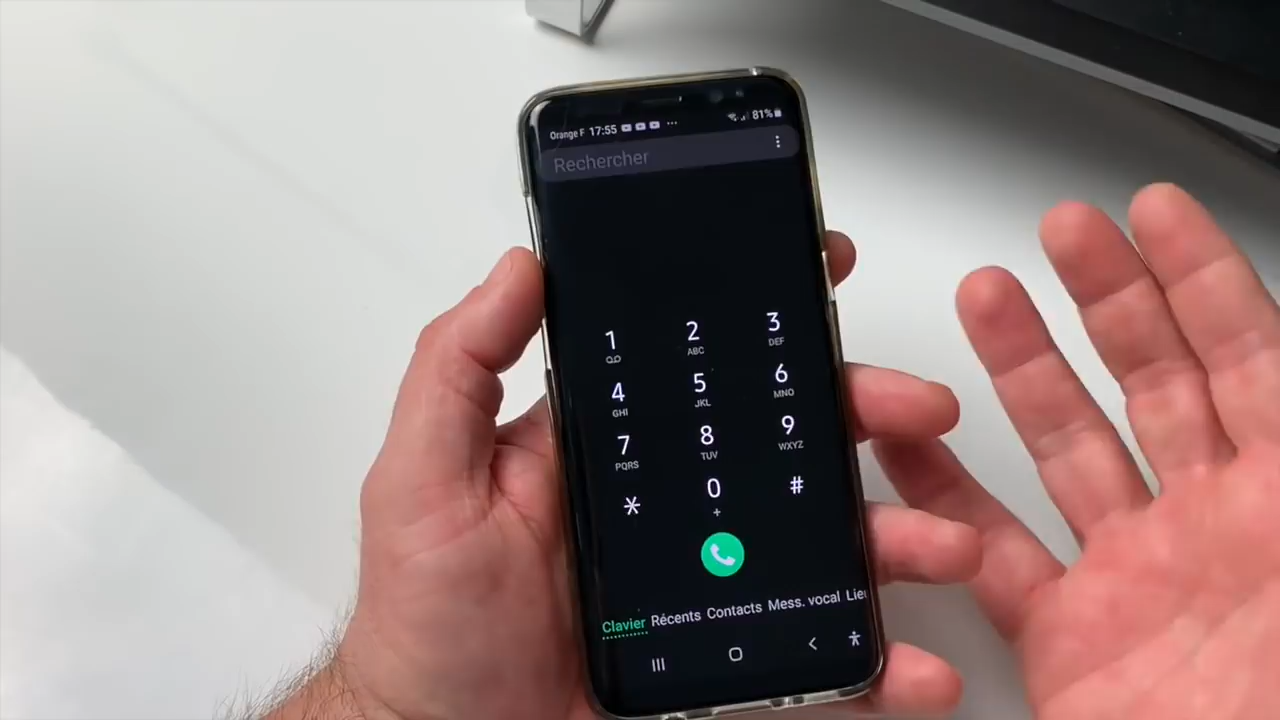 Orange F 17:55 ... 81%
Rechercher
1 2 3
ABC DEF
4 5 6
GHI JKL MNO
7 8 9
PQRS TUV WXYZ
* 0 #
+
Clavier Récents Contacts Mess. vocal Lieu